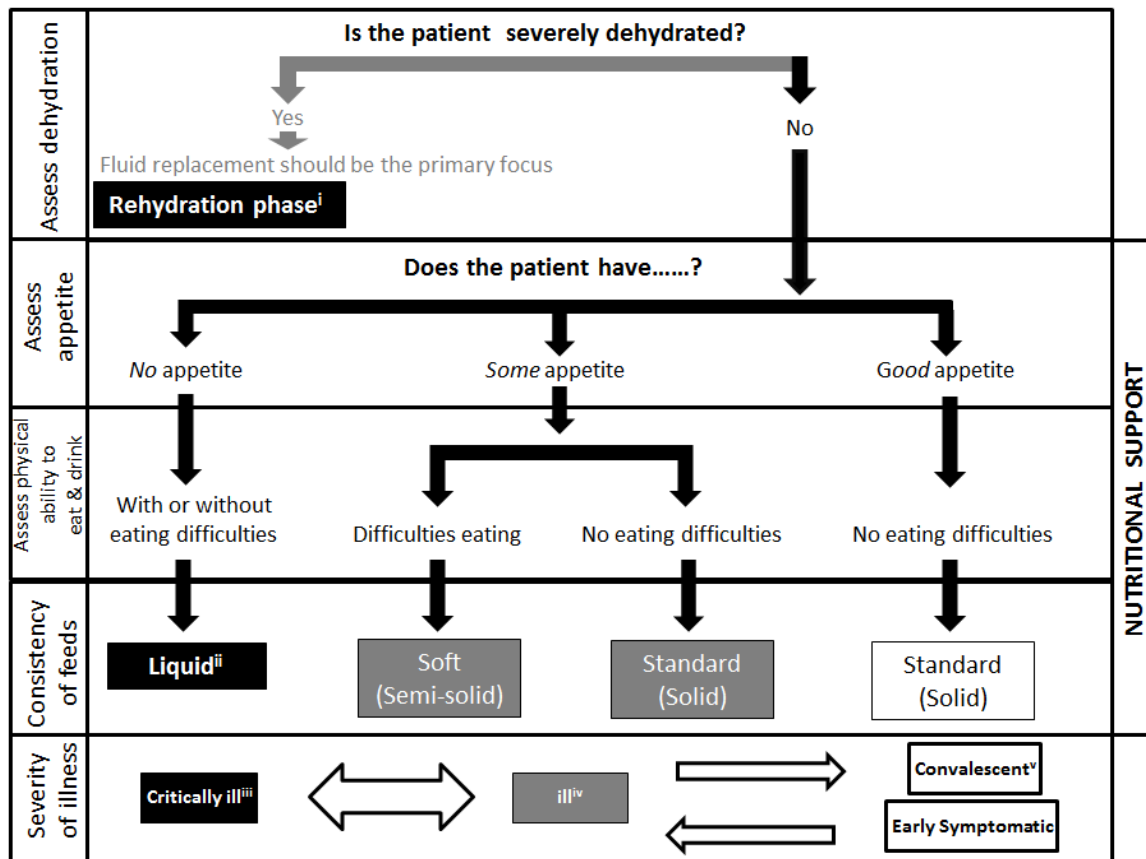 Assess dehydration
Is the patient severely dehydrated?
Yes
No
Fluid replacement should be the primary focus
Rehydration phaseⁱ
Assess
appetite
Does the patient have......?
No appetite
Some appetite
Good appetite
NUTRITIONAL SUPPORT
Assess physical
ability to
eat & drink
With or without
eating difficulties
Difficulties eating
No eating difficulties
No eating difficulties
Consistency
of feeds
Liquidⁱⁱ
Soft
(Semi-solid)
Standard
(Solid)
Standard
(Solid)
Severity
of illness
Critically illⁱⁱⁱ
illⁱᵛ
Convalescentᵛ
Early Symptomatic